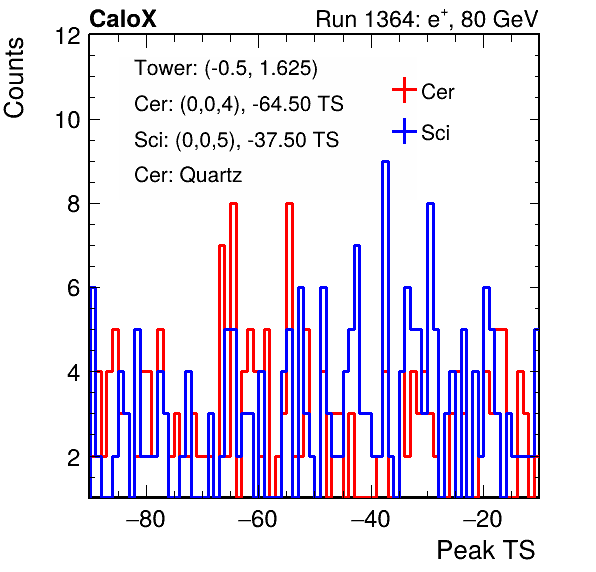 CaloX Run 1364: e⁺, 80 GeV
Counts
12
10
8
6
4
2
Tower: (-0.5, 1.625)
Cer: (0,0,4), -64.50 TS
Sci: (0,0,5), -37.50 TS
Cer: Quartz
Cer
Sci
−80 −60 −40 −20
Peak TS